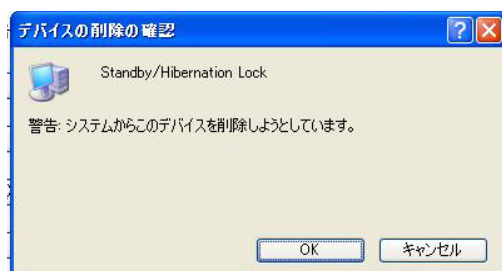 デバイスの削除の確認
Standby/Hibernation Lock
警告: システムからこのデバイスを削除しようとしています。
OK
キャンセル